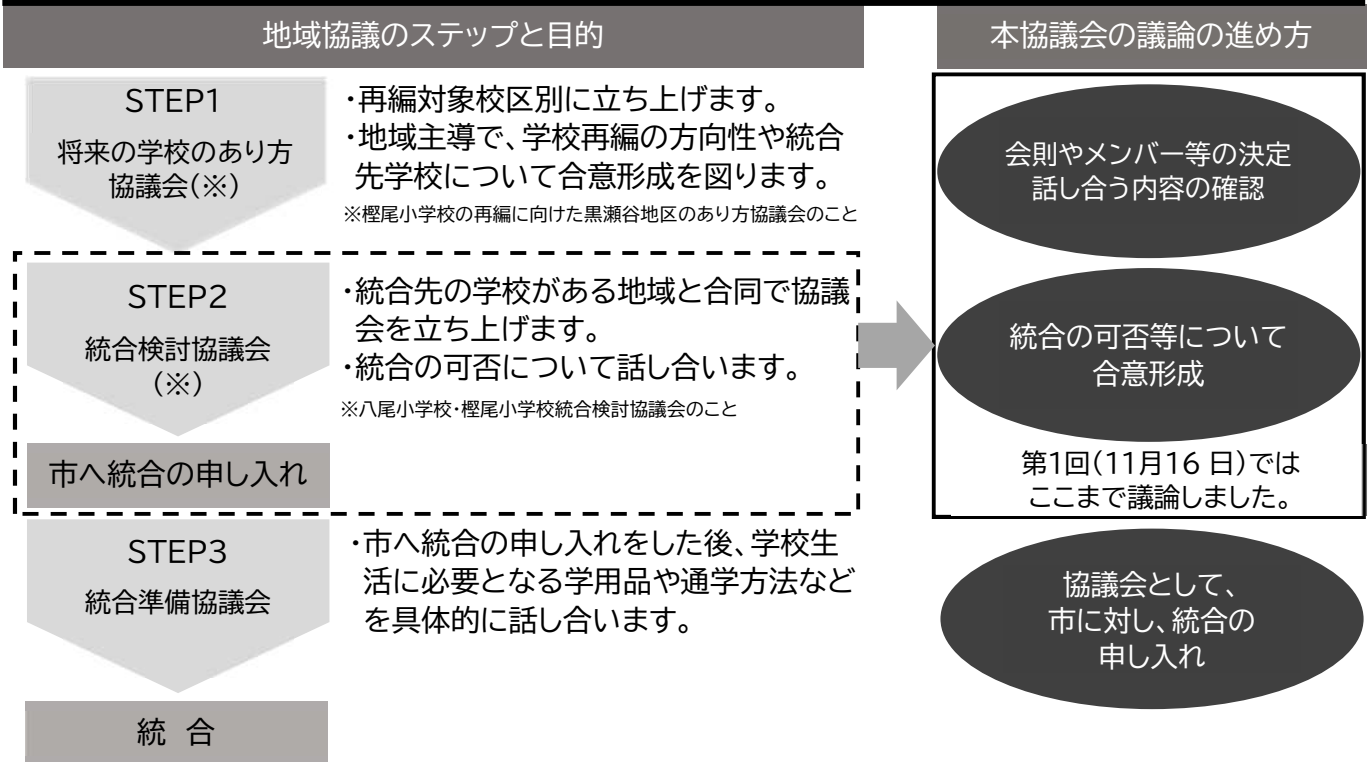 地域協議のステップと目的
STEP1
将来の学校のあり方
協議会(※)
・再編対象校区別に立ち上げます。
・地域主導で、学校再編の方向性や統合
先学校について合意形成を図ります。
※樫尾小学校の再編に向けた黒瀬谷地区のあり方協議会のこと
STEP2
統合検討協議会
(※)
・統合先の学校がある地域と合同で協議
会を立ち上げます。
・統合の可否について話し合います。
※八尾小学校・樫尾小学校統合検討協議会のこと
市へ統合の申し入れ
STEP3
統合準備協議会
・市へ統合の申し入れをした後、学校生
活に必要となる学用品や通学方法など
を具体的に話し合います。
統 合
本協議会の議論の進め方
会則やメンバー等の決定
話し合う内容の確認
統合の可否等について
合意形成
第1回(11月16 日)では
ここまで議論しました。
協議会として、
市に対し、統合の
申し入れ